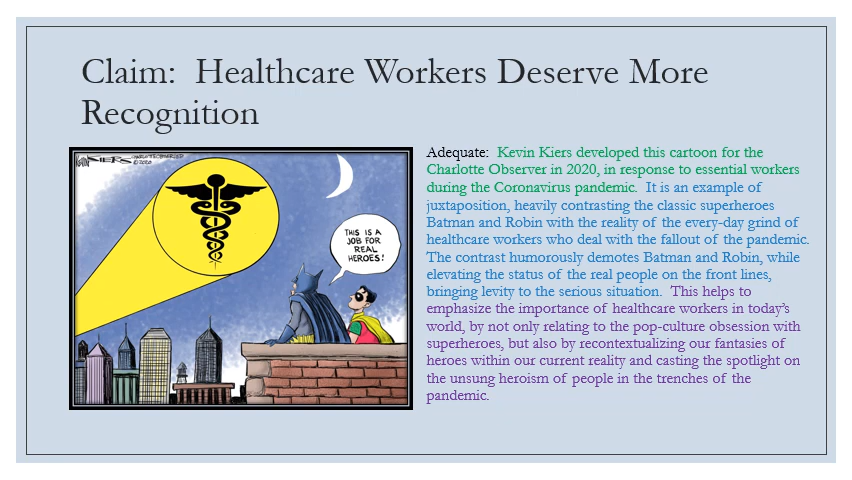 Claim:  Healthcare Workers Deserve More
Recognition
KIERS
©2020
THIS IS A
JOB FOR
REAL
HEROES!
Adequate:  Kevin Kiers developed this cartoon for the
Charlotte Observer in 2020, in response to essential workers
during the Coronavirus pandemic.  It is an example of
juxtaposition, heavily contrasting the classic superheroes
Batman and Robin with the reality of the every-day grind of
healthcare workers who deal with the fallout of the pandemic.
The contrast humorously demotes Batman and Robin, while
elevating the status of the real people on the front lines,
bringing levity to the serious situation.  This helps to
emphasize the importance of healthcare workers in today's
world, by not only relating to the pop-culture obsession with
superheroes, but also by recontextualizing our fantasies of
heroes within our current reality and casting the spotlight on
the unsung heroism of people in the trenches of the
pandemic.